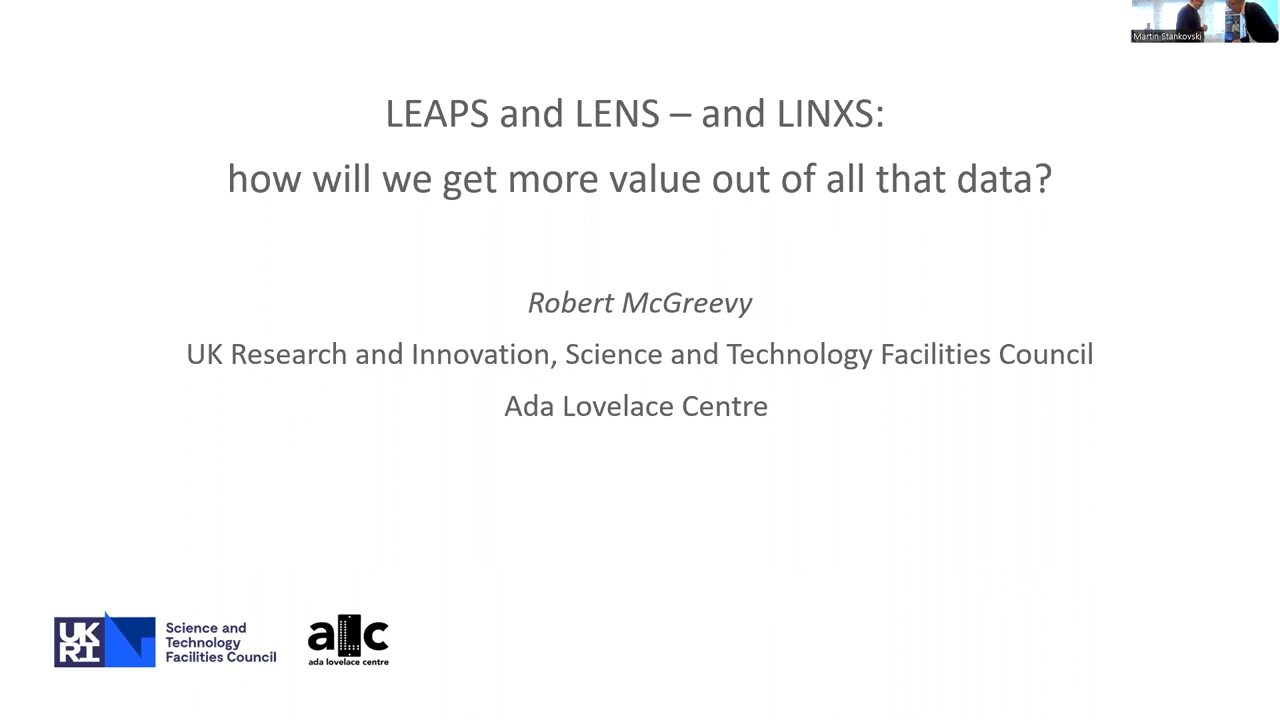 Martin Stankovski
LEAPS and LENS – and LINXS:
how will we get more value out of all that data?
Robert McGreevy
UK Research and Innovation, Science and Technology Facilities Council
Ada Lovelace Centre
UK
RI
Science and
Technology
Facilities Council
alc
ada lovelace centre